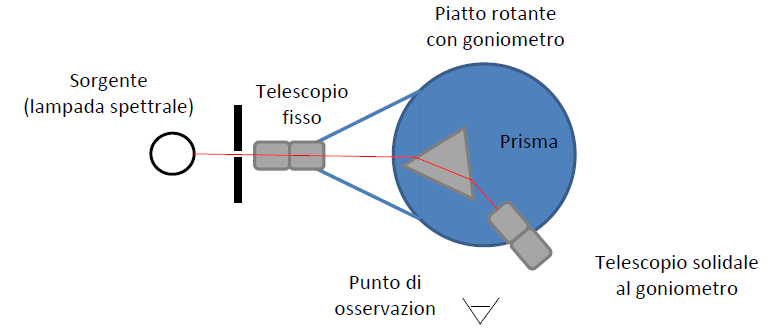 Piatto rotante
con goniometro
Sorgente
(lampada spettrale)
Telescopio
fisso
Prisma
Telescopio solidale
al goniometro
Punto di
osservazion